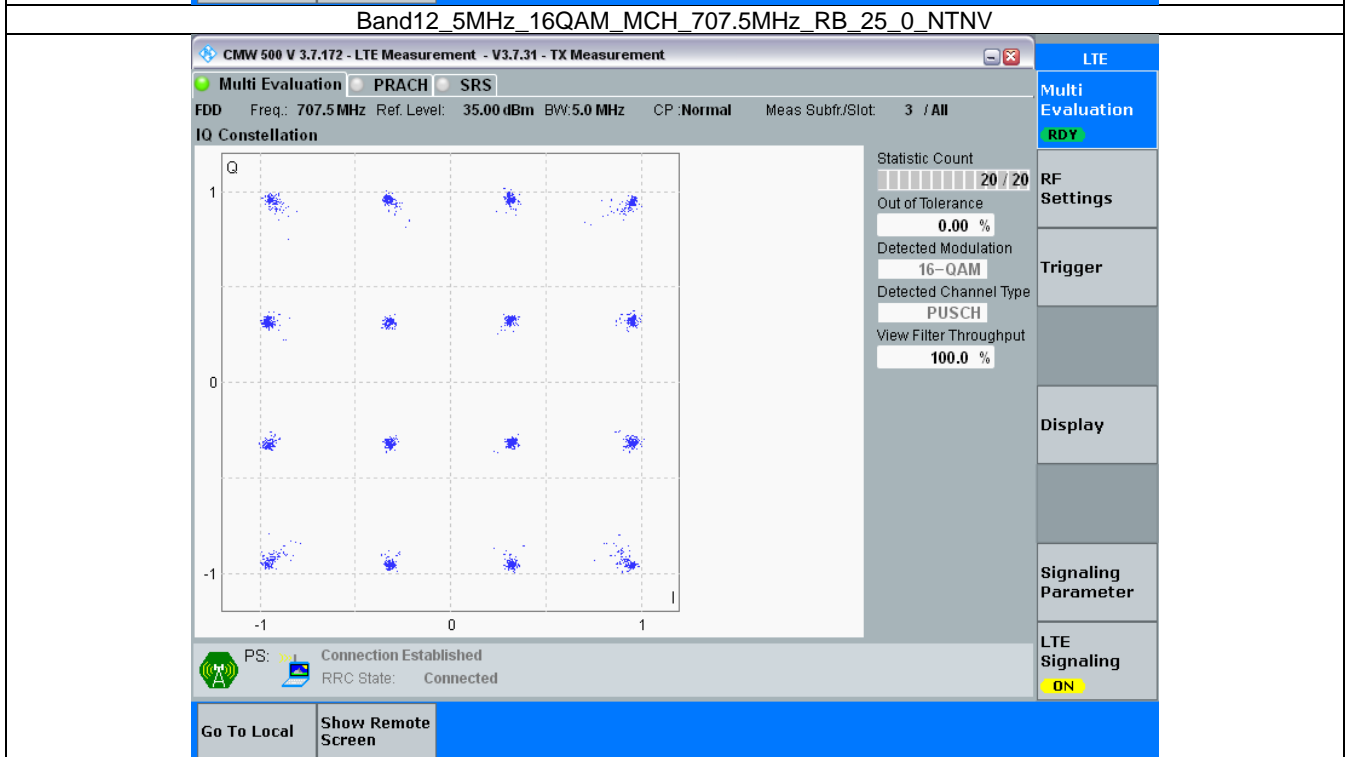 Band12_5MHz_16QAM_MCH_707.5MHz_RB_25_0_NTNV
CMW 500 V 3.7.172 - LTE Measurement - V3.7.31 - TX Measurement
LTE
Multi Evaluation PRACH SRS
Multi
Evaluation
RDY
FDD Freq.: 707.5 MHz Ref. Level: 35.00 dBm BW:5.0 MHz CP :Normal Meas Subfr./Slot: 3 / All
IQ Constellation
Q
1
0
-1
I
-1 0 1
Statistic Count
20 / 20
Out of Tolerance
0.00 %
Detected Modulation
16-QAM
Detected Channel Type
PUSCH
View Filter Throughput
100.0 %
RF
Settings
Trigger
Display
Signaling
Parameter
LTE
Signaling
ON
PS: Connection Established
RRC State: Connected
Go To Local
Show Remote
Screen